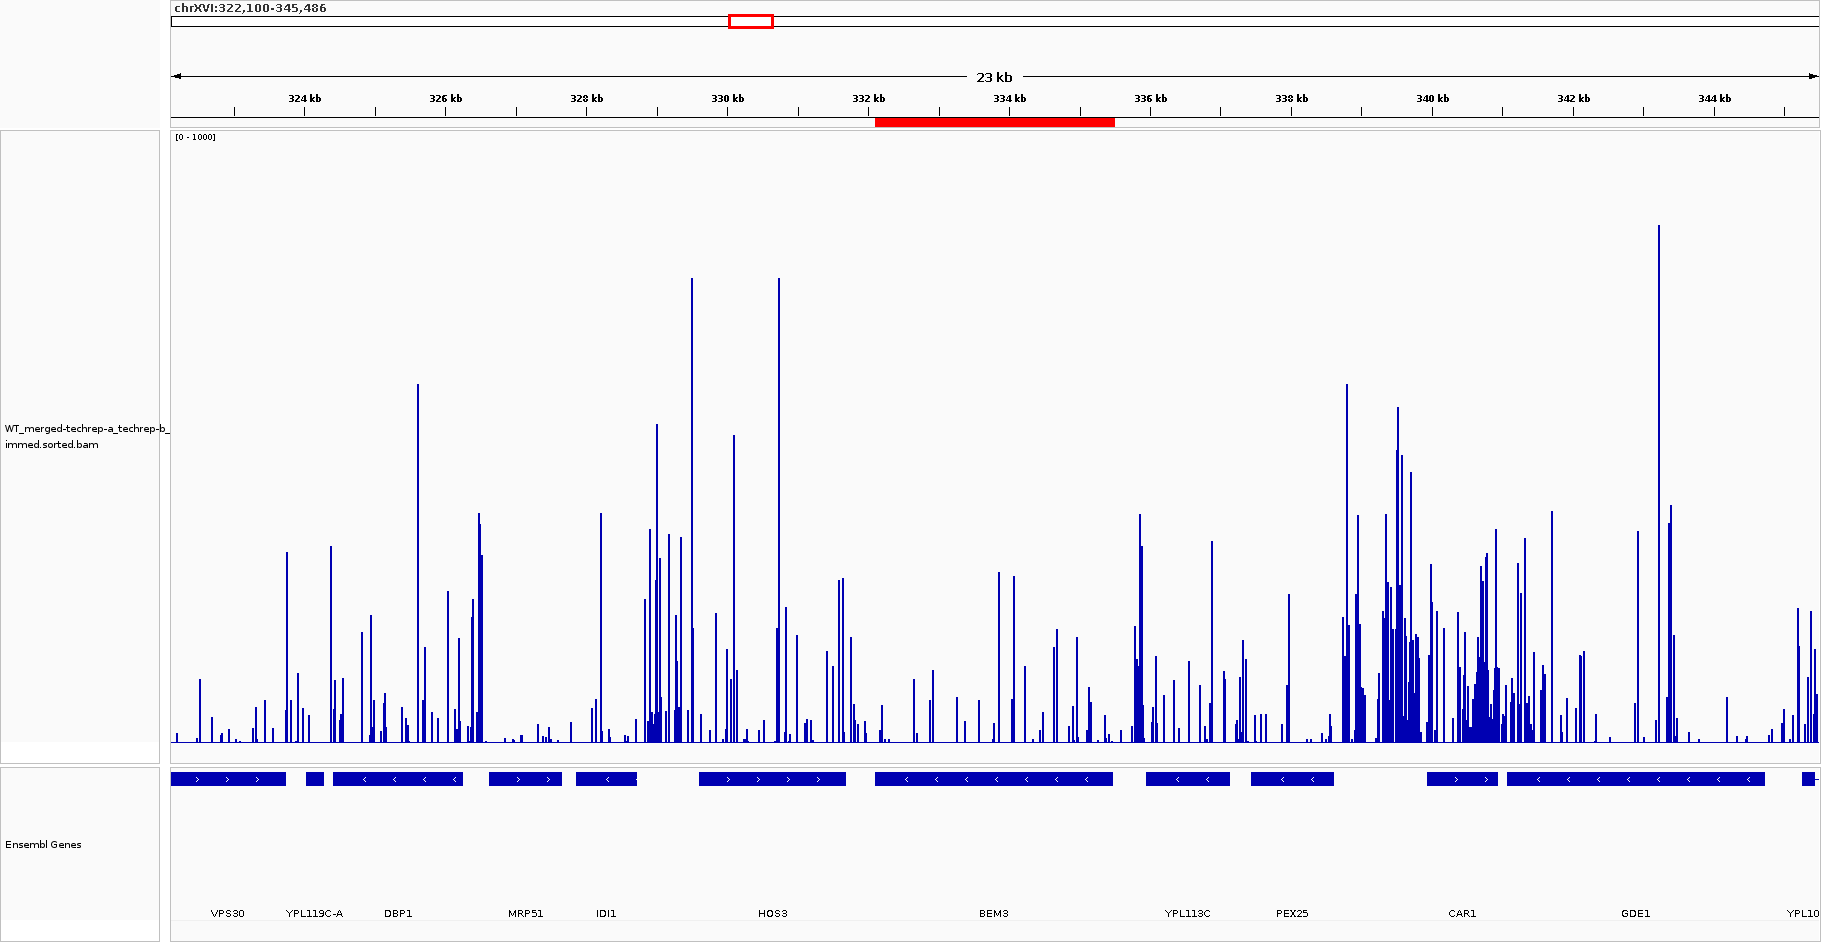 chrXVI:322,100-345,486
23 kb
324 kb 326 kb 328 kb 330 kb 332 kb 334 kb 336 kb 338 kb 340 kb 342 kb 344 kb
[0 - 1000]
WT_merged-techrep-a_techrep-b_
immed.sorted.bam
Ensembl Genes
VPS30 YPL119C-A DBP1 MRP51 IDI1 HOS3 BEM3 YPL113C PEX25 CAR1 GDE1 YPL10